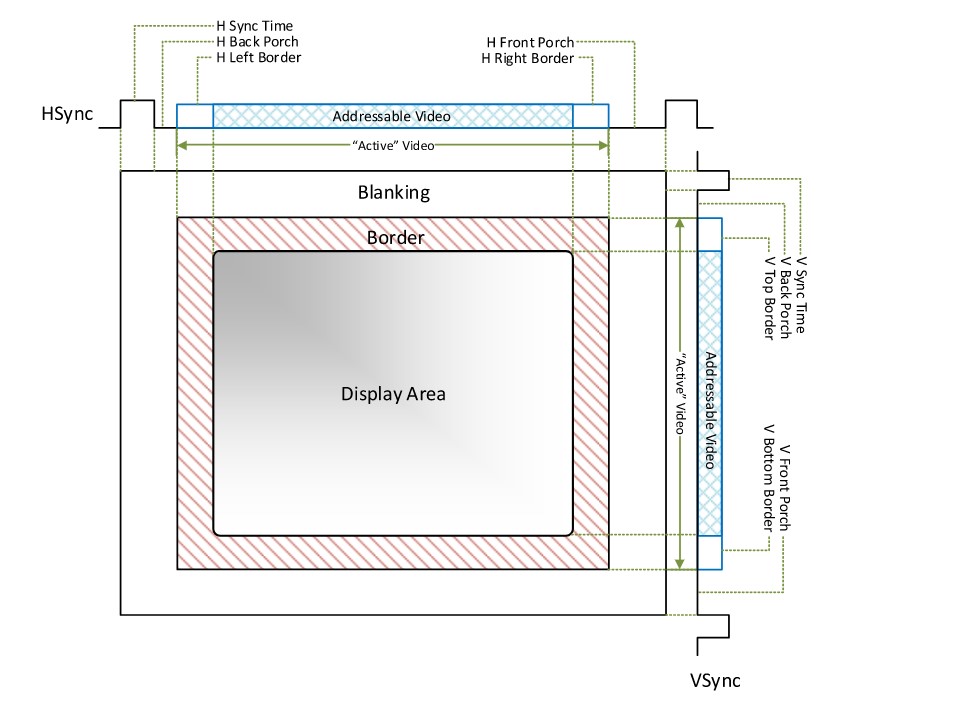 H Sync Time
H Back Porch
H Left Border
H Front Porch
H Right Border
HSync
Addressable Video
“Active” Video
Blanking
Border
Display Area
V Sync Time
V Back Porch
V Top Border
“Active” Video
Addressable Video
V Front Porch
V Bottom Border
VSync